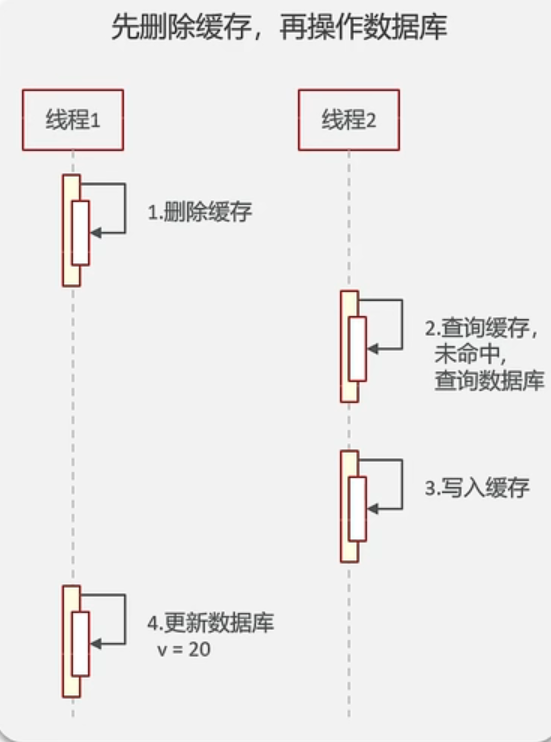 先删除缓存，再操作数据库
线程1
线程2
1.删除缓存
2.查询缓存，
未命中，
查询数据库
3.写入缓存
4.更新数据库
v = 20